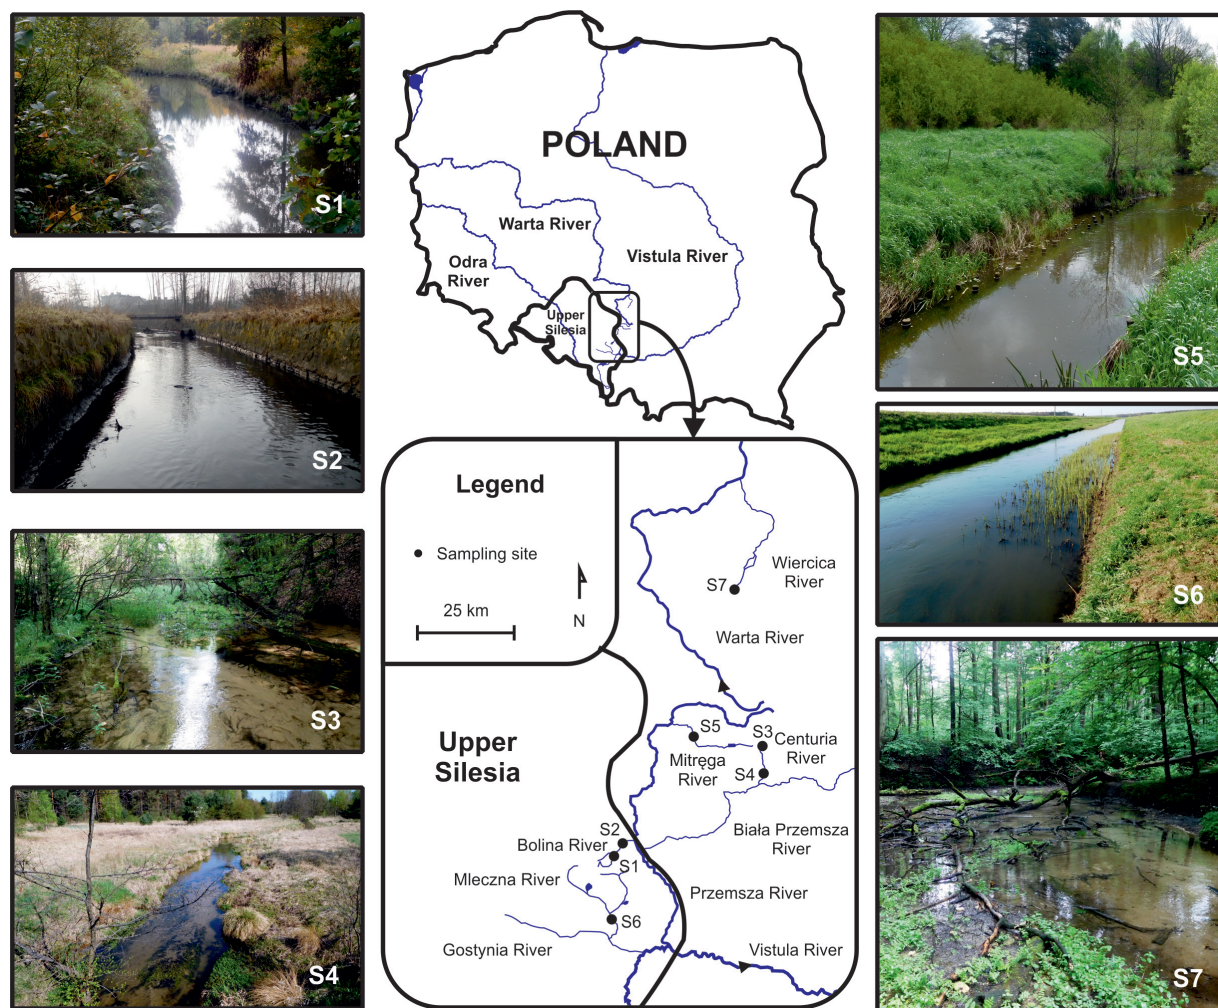 S1
S2
S3
S4
POLAND
Warta River
Odra
River
Vistula River
Upper
Silesia
Legend
Sampling site
25 km
N
Upper
Silesia
S7
Wiercica
River
Warta River
S5
S3
Centuria
River
Mitręga
River
S4
S2
Biała Przemsza
River
Bolina River
S1
Mleczna River
Przemsza River
S6
Gostynia River
Vistula River
S5
S6
S7